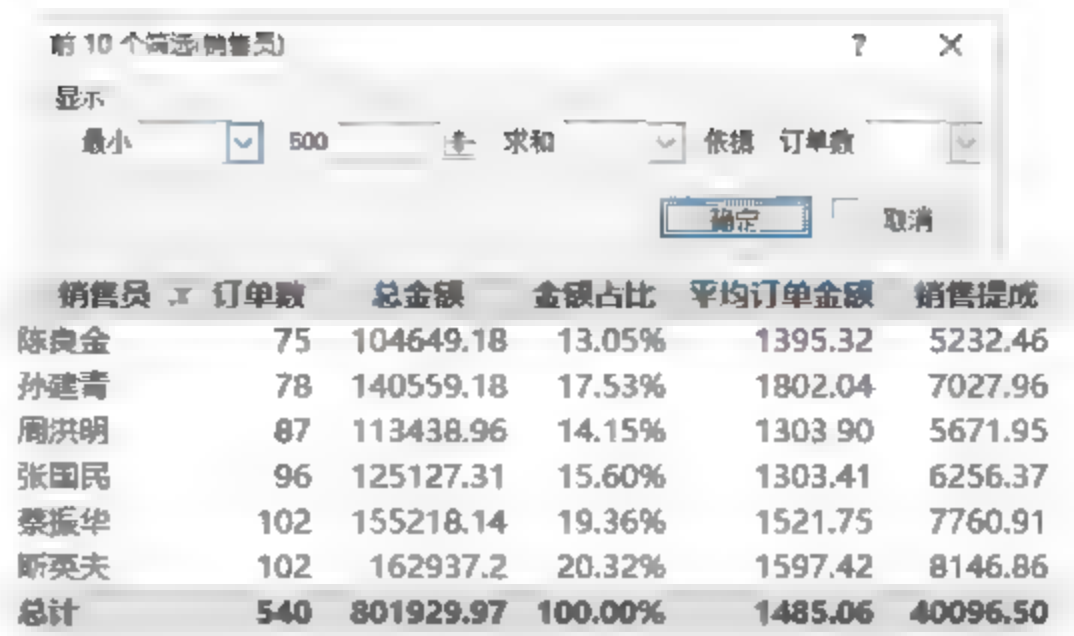 前 10 个筛选(销售员) ? ×
显示
最小 500 求和 依据 订单数
确定 取消
销售员 订单数 总金额 金额占比 平均订单金额 销售提成
陈良金 75 104649.18 13.05% 1395.32 5232.46
孙建青 78 140559.18 17.53% 1802.04 7027.96
周洪明 87 113438.96 14.15% 1303.90 5671.95
张国民 96 125127.31 15.60% 1303.41 6256.37
蔡振华 102 155218.14 19.36% 1521.75 7760.91
英夫 102 162937.2 20.32% 1597.42 8146.86
总计 540 801929.97 100.00% 1485.06 40096.50